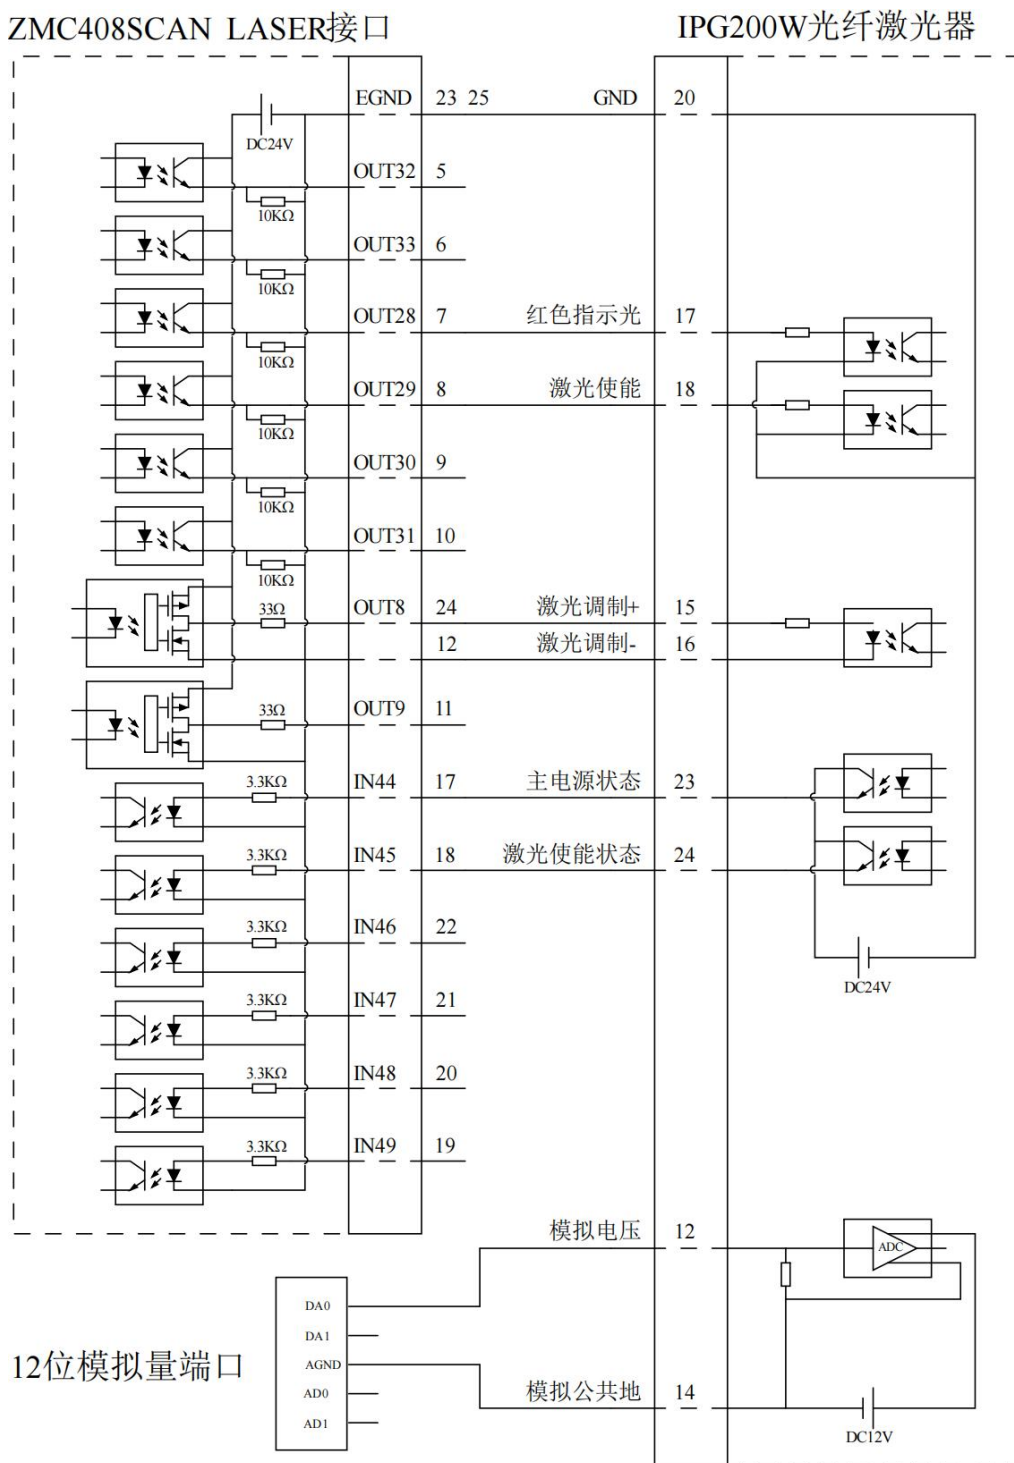 ZMC408SCAN LASER接口 IPG200W光纤激光器
EGND 23 25 GND 20
DC24V
OUT32 5
10KΩ
OUT33 6
10KΩ
OUT28 7 红色指示光 17
10KΩ
OUT29 8 激光使能 18
10KΩ
OUT30 9
10KΩ
OUT31 10
10KΩ
33Ω OUT8 24 激光调制+ 15
12 激光调制- 16
33Ω OUT9 11
3.3KΩ IN44 17 主电源状态 23
3.3KΩ IN45 18 激光使能状态 24
3.3KΩ IN46 22
DC24V
3.3KΩ IN47 21
3.3KΩ IN48 20
3.3KΩ IN49 19
模拟电压 12
ADC
DA0
DA1
12位模拟量端口 AGND
AD0 模拟公共地 14
AD1
DC12V